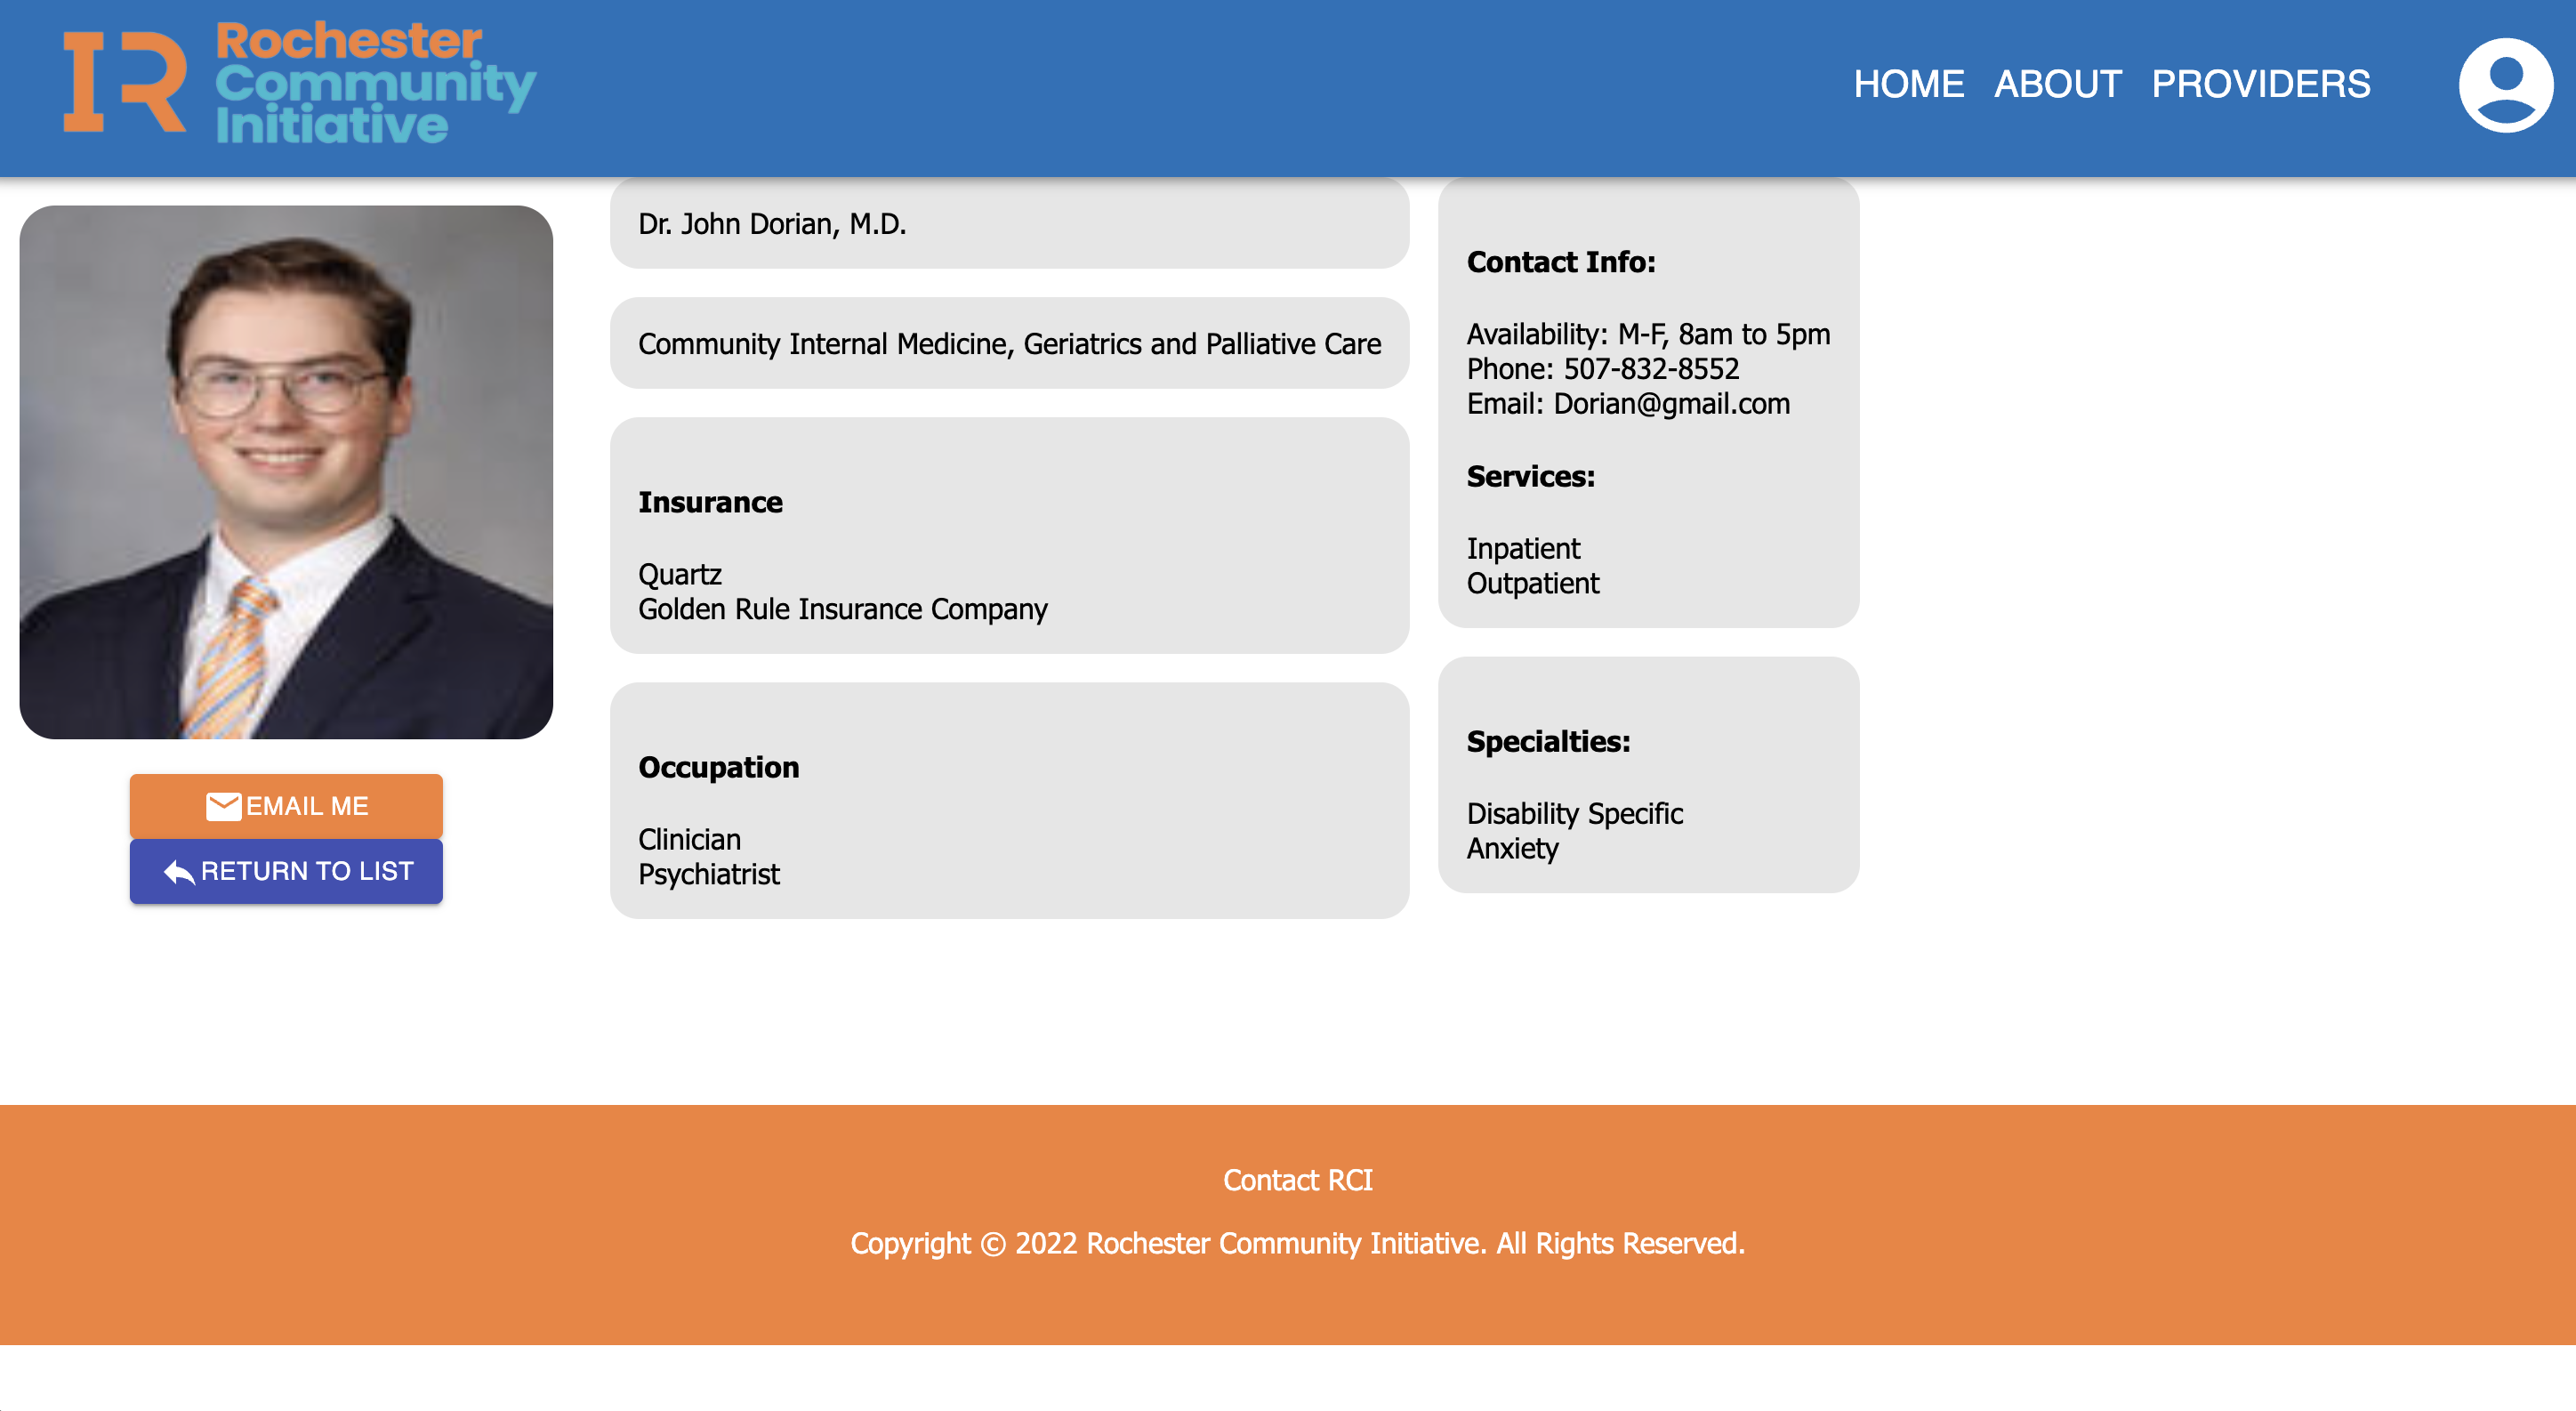 IR
Rochester
Community
Initiative
HOME ABOUT PROVIDERS
Dr. John Dorian, M.D.
Community Internal Medicine, Geriatrics and Palliative Care
Insurance
Quartz
Golden Rule Insurance Company
Occupation
Clinician
Psychiatrist
Contact Info:
Availability: M-F, 8am to 5pm
Phone: 507-832-8552
Email: Dorian@gmail.com
Services:
Inpatient
Outpatient
Specialties:
Disability Specific
Anxiety
EMAIL ME
RETURN TO LIST
Contact RCI
Copyright © 2022 Rochester Community Initiative. All Rights Reserved.